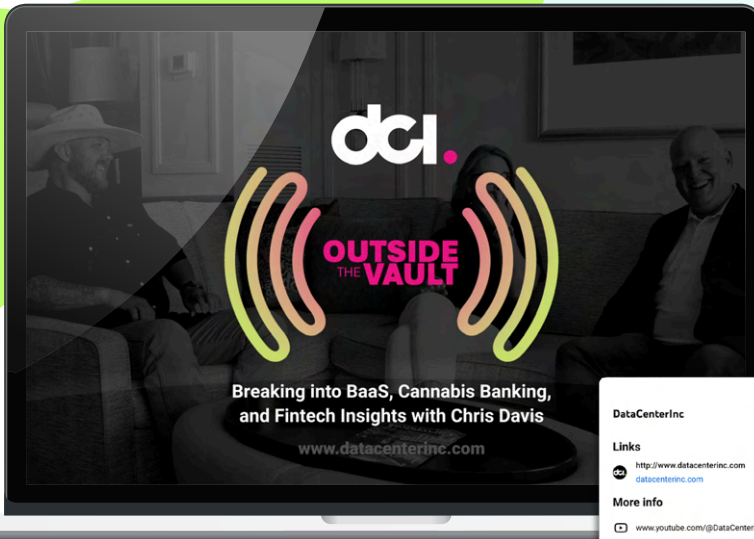 dci.
OUTSIDE
THE VAULT
Breaking into BaaS, Cannabis Banking,
and Fintech Insights with Chris Davis
www.datacenterinc.com
DataCenterInc
Links
dci.
http://www.datacenterinc.com
datacenterinc.com
More info
www.youtube.com/@DataCenter